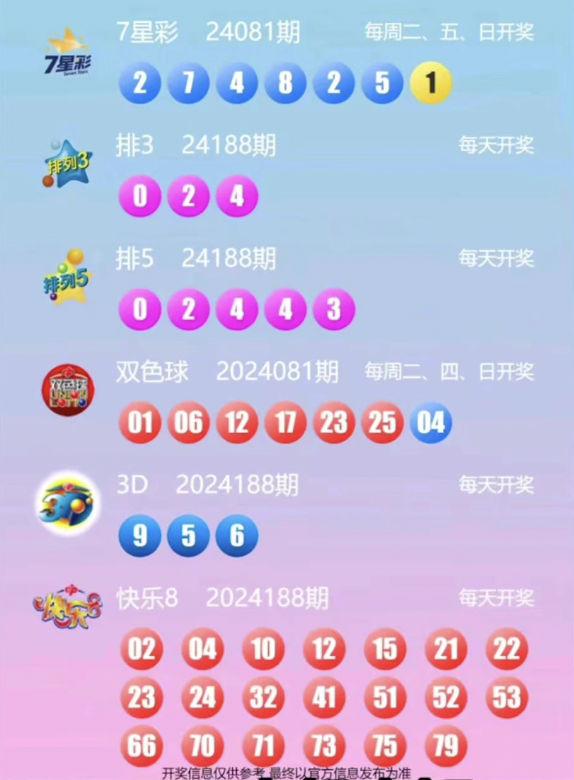 7星彩 24081期 每周二、五、日开奖
7星彩
2 7 4 8 2 5 1
排3 24188期 每天开奖
排列3
0 2 4
排5 24188期 每天开奖
排列5
0 2 4 4 3
双色球 2024081期 每周二、四、日开奖
双色球
01 06 12 17 23 25 04
3D 2024188期 每天开奖
3D
9 5 6
快乐8 2024188期 每天开奖
快乐8
02 04 10 12 15 21 22
23 24 32 41 51 52 53
66 70 71 73 75 79
开奖信息仅供参考,最终以官方信息发布为准